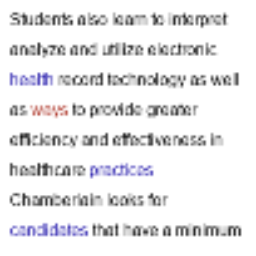 Students also learn to interpret
analyze and utilize electronic
health record technology as well
as ways to provide greater
efficiency and effectiveness in
healthcare practices
Chamberlain looks for
candidates that have a minimum